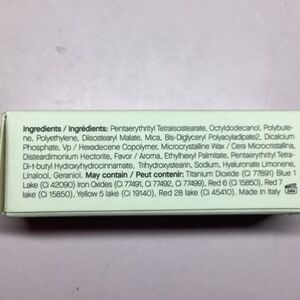 Ingredients / Ingrédients: Pentaerythrityl Tetraisostearate, Octyldodecanol, Polybute-
ne, Polyethylene, Diisostearyl Malate, Mica, Bis-Diglyceryl Polyacyladipate2, Dicalcium
Phosphate, Vp / Hexadecene Copolymer, Microcrystalline Wax / Cera Microcristallina,
Disteardimonium Hectorite, Favor / Aroma, Ethylhexyl Palmitate, Pentaerythrityl Tetra-
Di-t-butyl Hydroxyhydrocinnamate, Trihydroxystearin, Sodium, Hyaluronate Limonene,
Linalool, Geraniol. May contain / Peut contenir: Titanium Dioxide (Ci 77891) Blue 1
Lake (Ci 42090) Iron Oxides (Ci 77491, Ci 77492, Ci 77499), Red 6 (Ci 15850), Red 7
lake (Ci 15850), Yellow 5 lake (Ci 19140), Red 28 lake (Ci 45410). Made In Italy